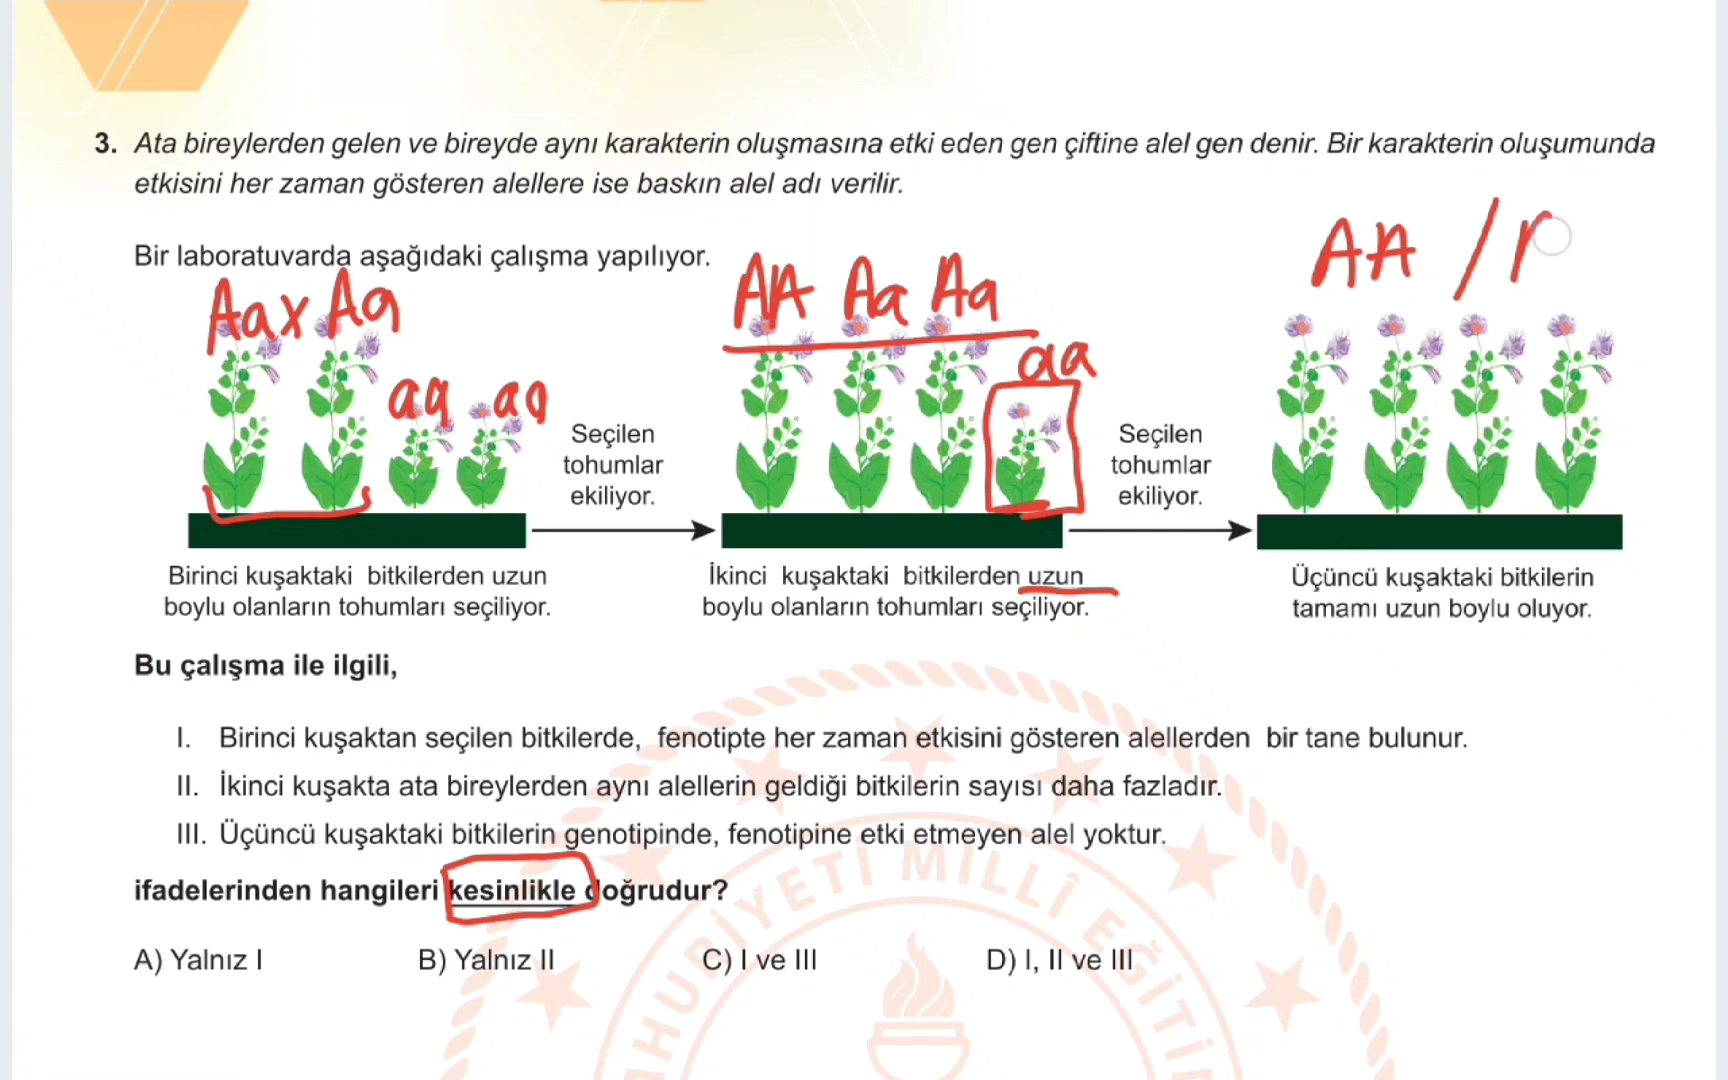 3. Ata bireylerden gelen ve bireyde aynı karakterin oluşmasına etki eden gen çiftine alel gen denir. Bir karakterin oluşumunda
etkisini her zaman gösteren alellere ise baskın alel adı verilir.
Bir laboratuvarda aşağıdaki çalışma yapılıyor.
AA /
Aa x Aa
AA Aa Aa
aa
aa aa
Seçilen
tohumlar
ekiliyor.
Seçilen
tohumlar
ekiliyor.
Birinci kuşaktaki bitkilerden uzun
boylu olanların tohumları seçiliyor.
İkinci kuşaktaki bitkilerden uzun
boylu olanların tohumları seçiliyor.
Üçüncü kuşaktaki bitkilerin
tamamı uzun boylu oluyor.
Bu çalışma ile ilgili,
I. Birinci kuşaktan seçilen bitkilerde, fenotipte her zaman etkisini gösteren alellerden bir tane bulunur.
II. İkinci kuşakta ata bireylerden aynı alellerin geldiği bitkilerin sayısı daha fazladır.
III. Üçüncü kuşaktaki bitkilerin genotipinde, fenotipine etki etmeyen alel yoktur.
ifadelerinden hangileri kesinlikle doğrudur?
A) Yalnız I
B) Yalnız II
C) I ve III
D) I, II ve III